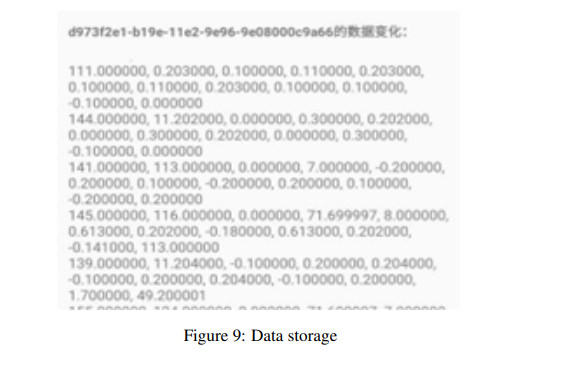 d973f2e1-b19e-11e2-9e96-9e08000c9a66的数据变化：
111.000000, 0.203000, 0.100000, 0.110000, 0.203000,
0.100000, 0.110000, 0.203000, 0.100000, 0.100000,
-0.100000, 0.000000
144.000000, 11.202000, 0.000000, 0.300000, 0.202000,
0.000000, 0.300000, 0.202000, 0.000000, 0.300000,
-0.100000, 0.000000
141.000000, 113.000000, 0.000000, 7.000000, -0.200000,
0.200000, 0.100000, -0.200000, 0.200000, 0.100000,
-0.200000, 0.200000
145.000000, 116.000000, 0.000000, 71.699997, 8.000000,
0.613000, 0.202000, -0.180000, 0.613000, 0.202000,
-0.141000, 113.000000
139.000000, 11.204000, -0.100000, 0.200000, 0.204000,
-0.100000, 0.200000, 0.204000, -0.100000, 0.200000,
1.700000, 49.200001
Figure 9: Data storage